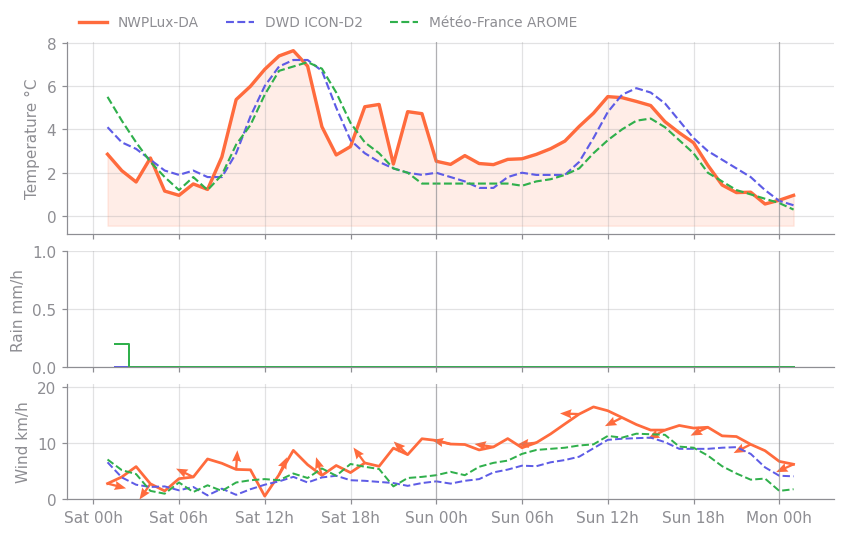 NWPLux-DA DWD ICON-D2 Météo-France AROME
Temperature °C
8
6
4
2
0
Rain mm/h
1.0
0.5
0.0
Wind km/h
20
10
0
Sat 00h Sat 06h Sat 12h Sat 18h Sun 00h Sun 06h Sun 12h Sun 18h Mon 00h